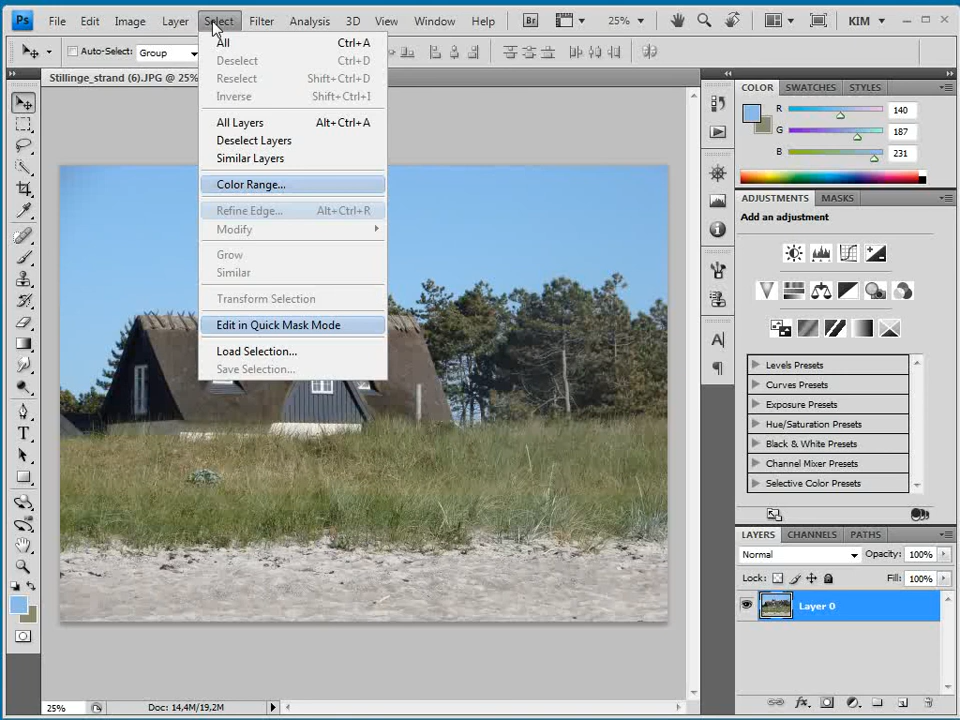 Ps File Edit Image Layer Select Filter Analysis 3D View Window Help Br 25% KIM
Auto-Select: Group
Stillinge_strand (6).JPG @ 25%
All Ctrl+A
Deselect Ctrl+D
Reselect Shift+Ctrl+D
Inverse Shift+Ctrl+I
All Layers Alt+Ctrl+A
Deselect Layers
Similar Layers
Color Range...
Refine Edge... Alt+Ctrl+R
Modify
Grow
Similar
Transform Selection
Edit in Quick Mask Mode
Load Selection...
Save Selection...
COLOR SWATCHES STYLES
R 140
G 187
B 231
ADJUSTMENTS MASKS
Add an adjustment
Levels Presets
Curves Presets
Exposure Presets
Hue/Saturation Presets
Black & White Presets
Channel Mixer Presets
Selective Color Presets
LAYERS CHANNELS PATHS
Normal Opacity: 100%
Lock: Fill: 100%
Layer 0
25% Doc: 14,4M/19,2M